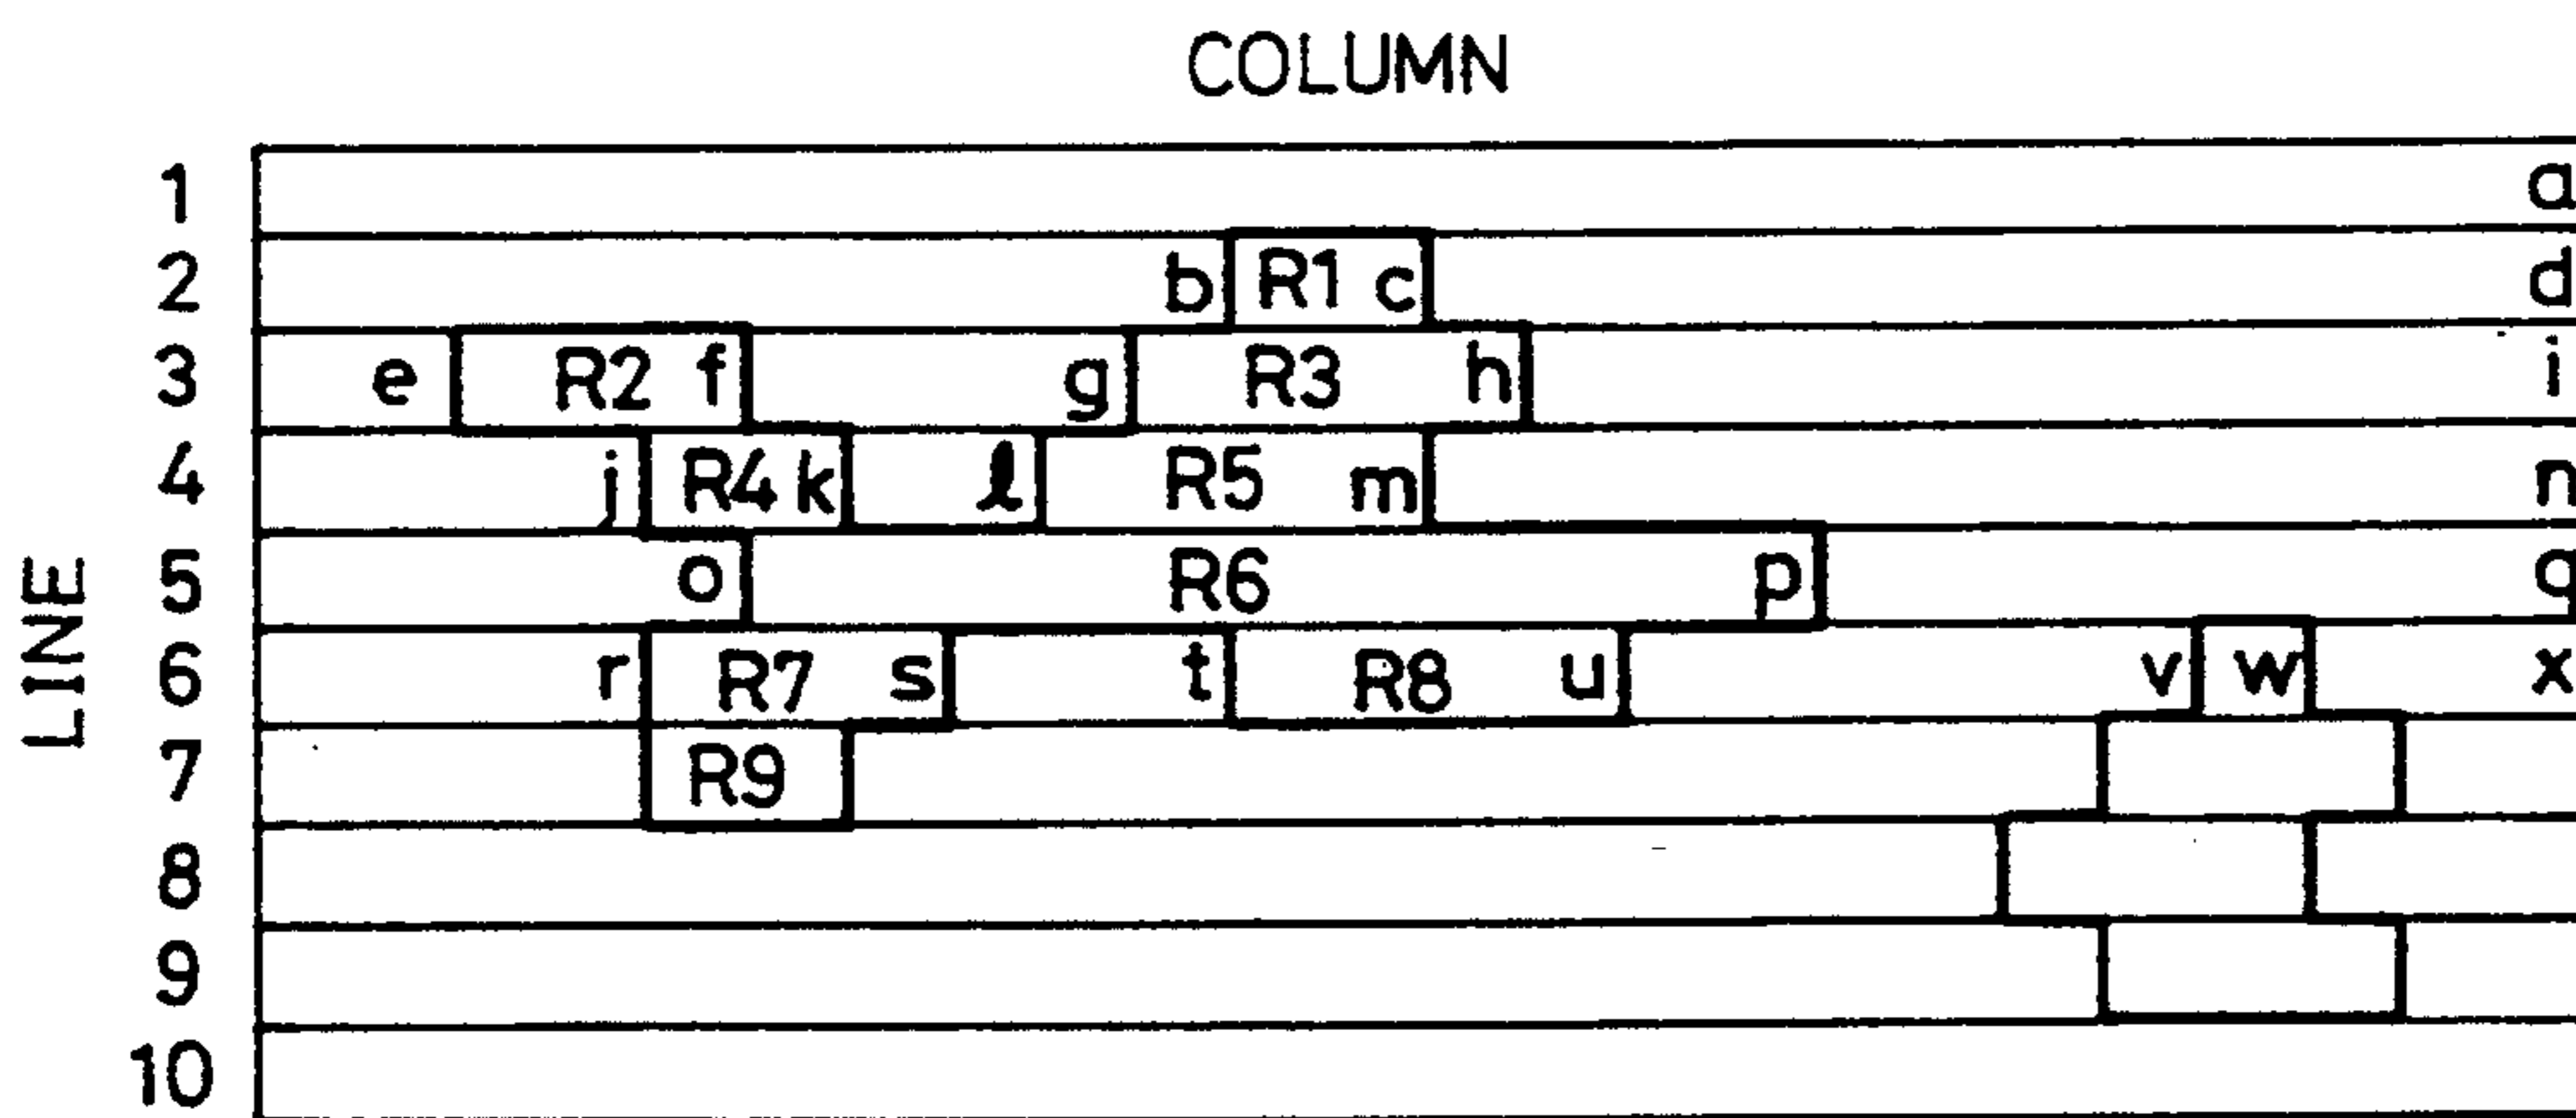 COLUMN
1 a
2 b R1 c d
3 e R2 f g R3 h i
4 j R4 k l R5 m n
5 o R6 p q
6 r R7 s t R8 u v w x
7 R9
8
9
10
LINE